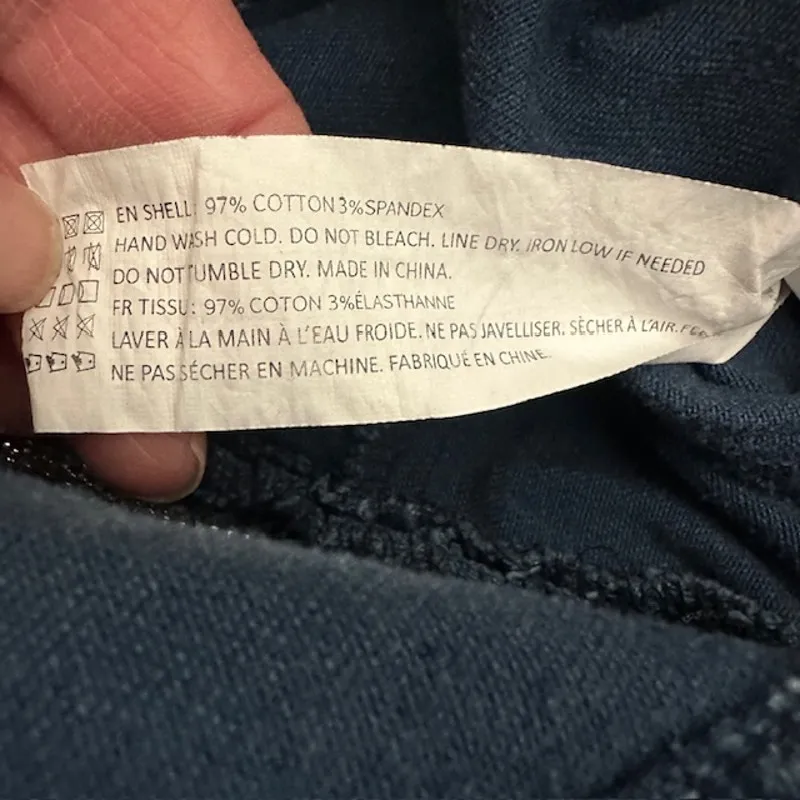 EN SHELL: 97% COTTON 3%SPANDEX
HAND WASH COLD. DO NOT BLEACH. LINE DRY. IRON LOW IF NEEDED
DO NOT TUMBLE DRY. MADE IN CHINA.
FR TISSU: 97% COTON 3%ÉLASTHANNE
LAVER À LA MAIN À L'EAU FROIDE. NE PAS JAVELLISER. SÈCHER À L'AIR.
NE PAS SÉCHER EN MACHINE. FABRIQUÉ EN CHINE.